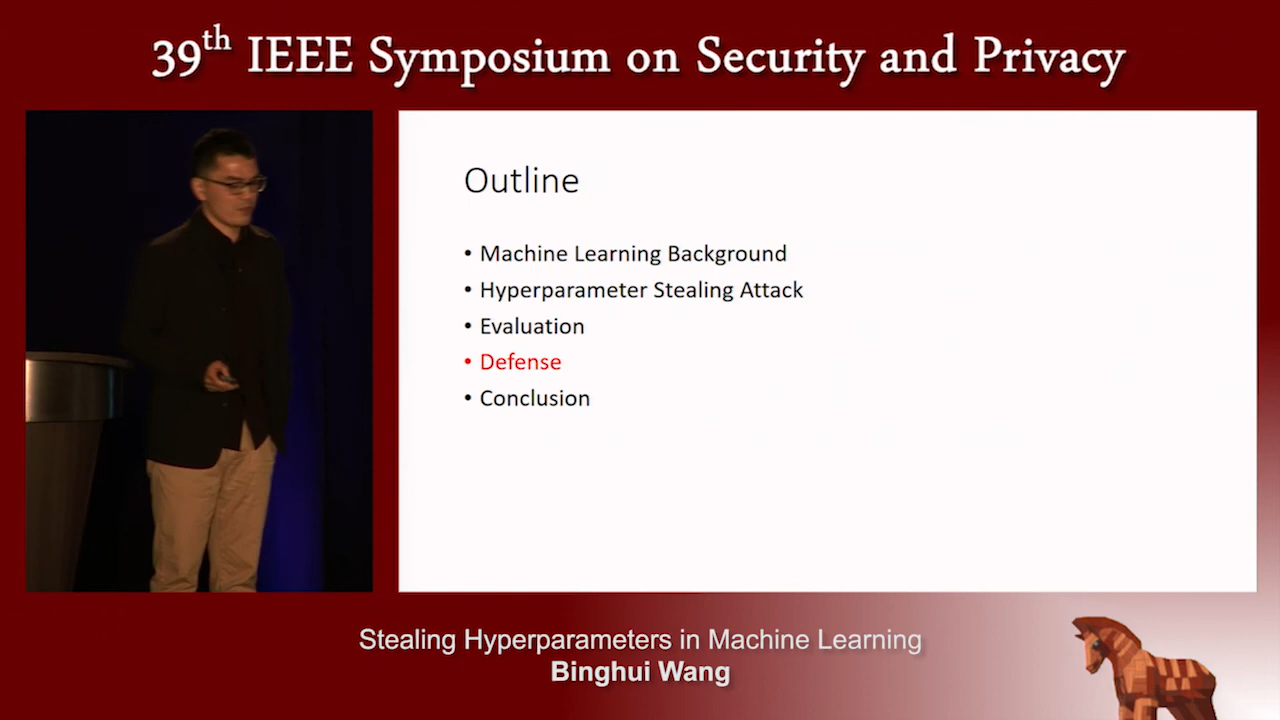 39th IEEE Symposium on Security and Privacy
Outline
• Machine Learning Background
• Hyperparameter Stealing Attack
• Evaluation
• Defense
• Conclusion
Stealing Hyperparameters in Machine Learning
Binghui Wang